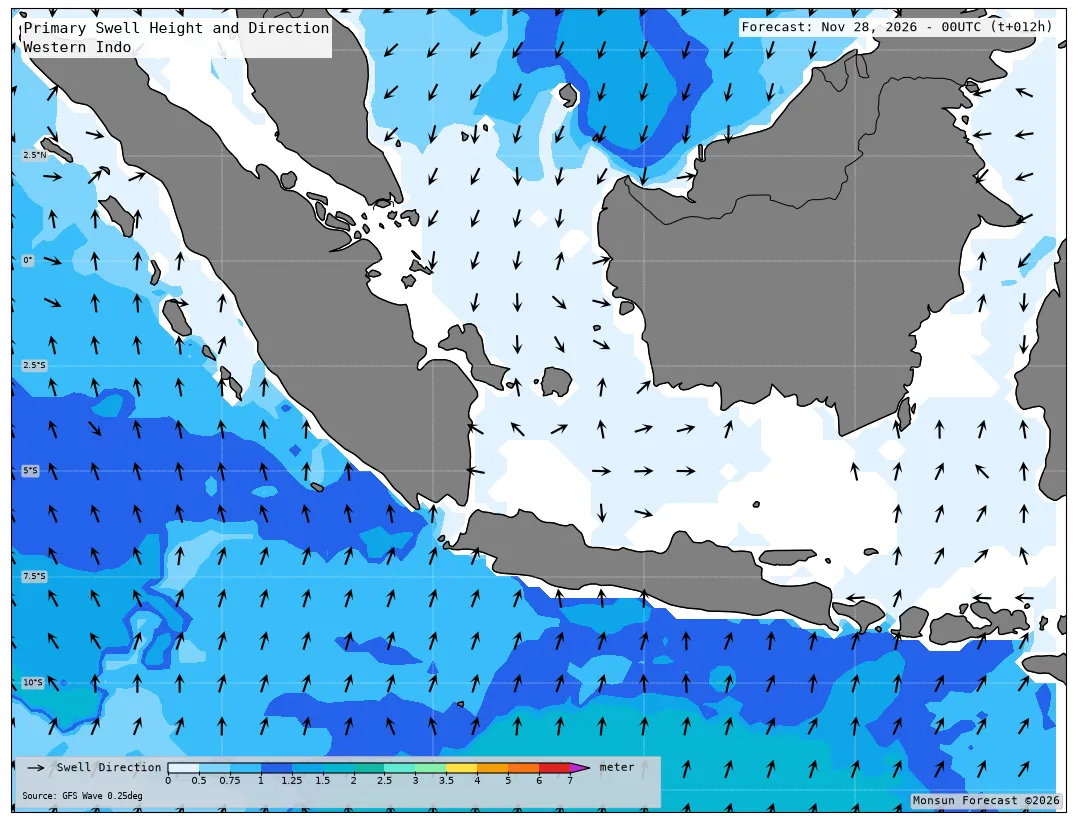 Primary Swell Height and Direction
Western Indo
Forecast: Nov 28, 2026 - 00UTC (t+012h)
2.5°N
0°
2.5°S
5°S
7.5°S
10°S
Swell Direction
0 0.5 0.75 1 1.25 1.5 2 2.5 3 3.5 4 5 6 7
meter
Source: GFS Wave 0.25deg
Monsun Forecast ©2026